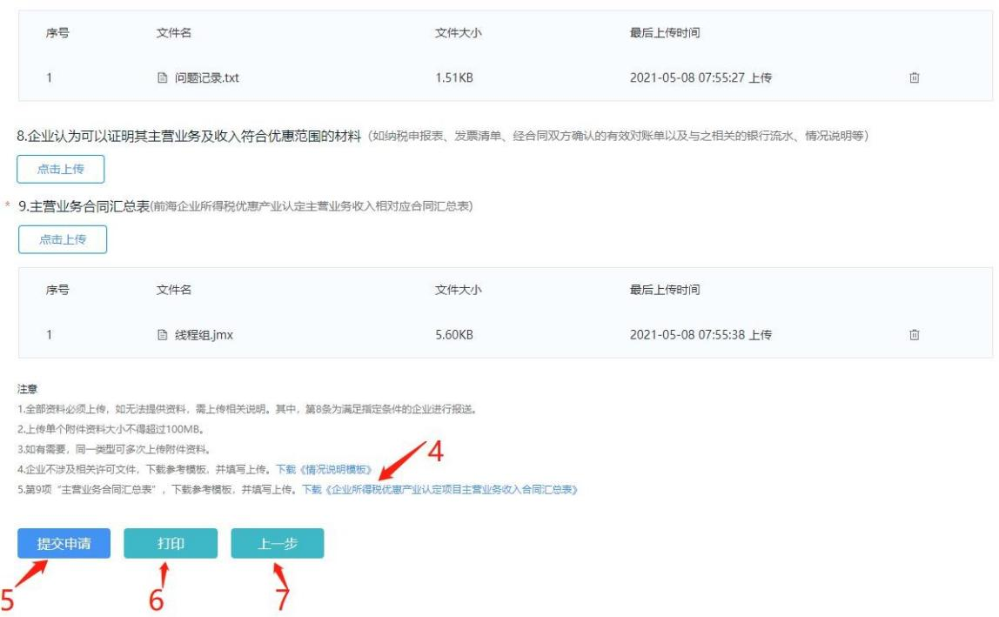 序号 文件名 文件大小 最后上传时间
1 问题记录.txt 1.51KB 2021-05-08 07:55:27 上传
8.企业认为可以证明其主营业务及收入符合优惠范围的材料（如纳税申报表、发票清单、经合同双方确认的有效对账单以及与之相关的银行流水、情况说明等）
点击上传
* 9.主营业务合同汇总表(前海企业所得税优惠产业认定主营业务收入相对应合同汇总表)
点击上传
序号 文件名 文件大小 最后上传时间
1 线程组.jmx 5.60KB 2021-05-08 07:55:38 上传
注意
1.全部资料必须上传，如无法提供资料，需上传相关说明。其中，第8条为满足指定条件的企业进行报送。
2.上传单个附件资料大小不得超过100MB。
3.如有需要，同一类型可多次上传附件资料。
4.企业不涉及相关许可文件，下载参考模板，并填写上传。下载《情况说明模板》
4
5.第9项“主营业务合同汇总表”，下载参考模板，并填写上传。下载《企业所得税优惠产业认定项目主营业务收入合同汇总表》
提交申请 打印 上一步
5 6 7